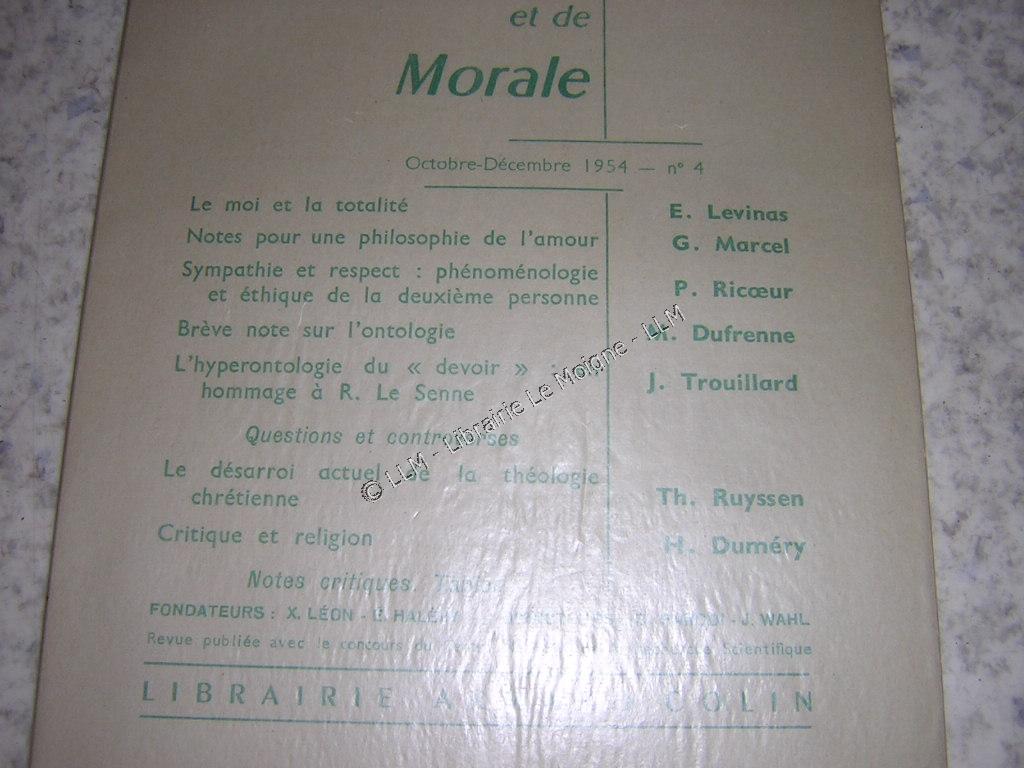 et de
Morale
Octobre-Décembre 1954 — n° 4
Le moi et la totalité E. Levinas
Notes pour une philosophie de l'amour G. Marcel
Sympathie et respect : phénoménologie
et éthique de la deuxième personne P. Ricœur
Brève note sur l'ontologie Dufrenne
L'hyperontologie du « devoir » :
hommage à R. Le Senne J. Trouillard
Questions et controverses
Le désarroi actuel de la théologie
chrétienne Th. Ruyssen
Critique et religion H. Duméry
Notes critiques.
FONDATEURS : X. LÉON - E. HALÉVY J. WAHL
Revue publiée avec le concours du Scientifique
LIBRAIRIE COLIN
© LLM - Librairie Le Moigne - LLM